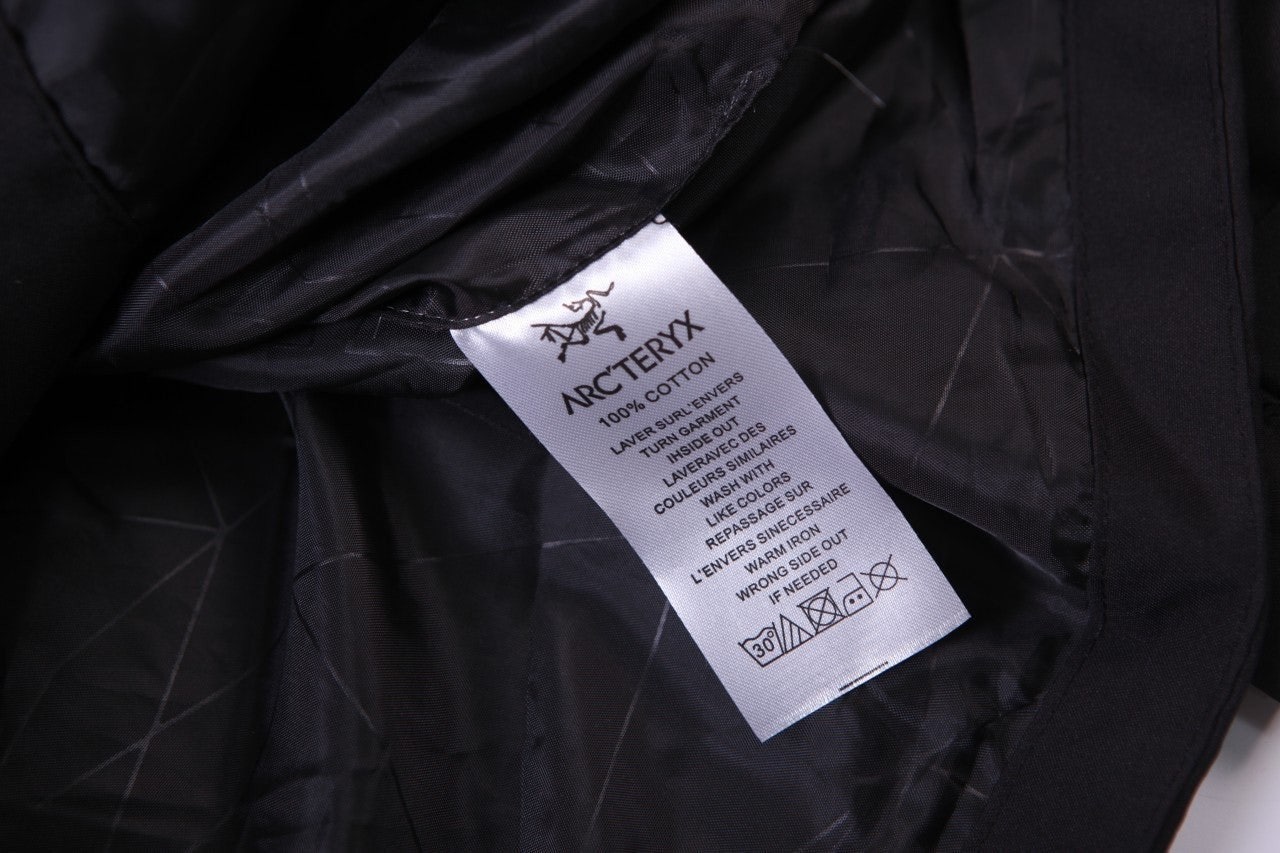 ARC'TERYX
100% COTTON
LAVER SURL'ENVERS
TURN GARMENT
IHSIDE OUT
LAVERAVEC DES
COULEURS SIMILAIRES
WASH WITH
LIKE COLORS
REPASSAGE SUR
L'ENVERS SINECESSAIRE
WARM IRON
WRONG SIDE OUT
IF NEEDED
30°